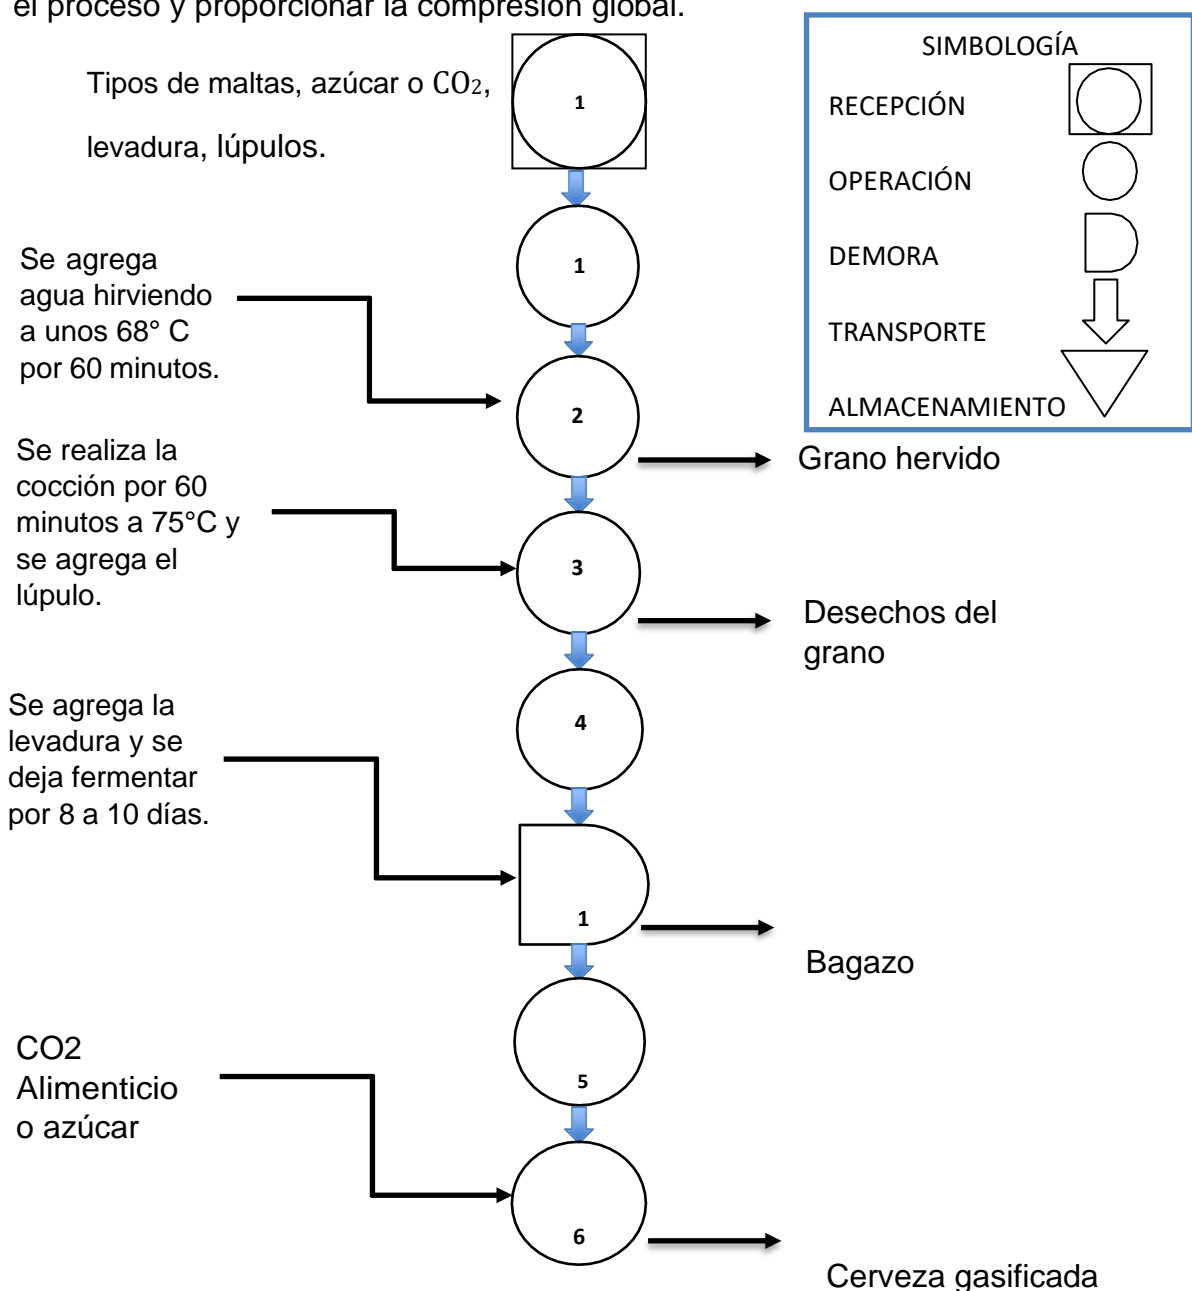 el proceso y proporcionar la compresión global.
SIMBOLOGÍA
RECEPCIÓN
OPERACIÓN
DEMORA
TRANSPORTE
ALMACENAMIENTO
Tipos de maltas, azúcar o CO₂,
levadura, lúpulos.
1
1
Se agrega
agua hirviendo
a unos 68° C
por 60 minutos.
2
Grano hervido
Se realiza la
cocción por 60
minutos a 75°C y
se agrega el
lúpulo.
3
Desechos del
grano
4
Se agrega la
levadura y se
deja fermentar
por 8 a 10 días.
1
Bagazo
5
CO2
Alimenticio
o azúcar
6
Cerveza gasificada